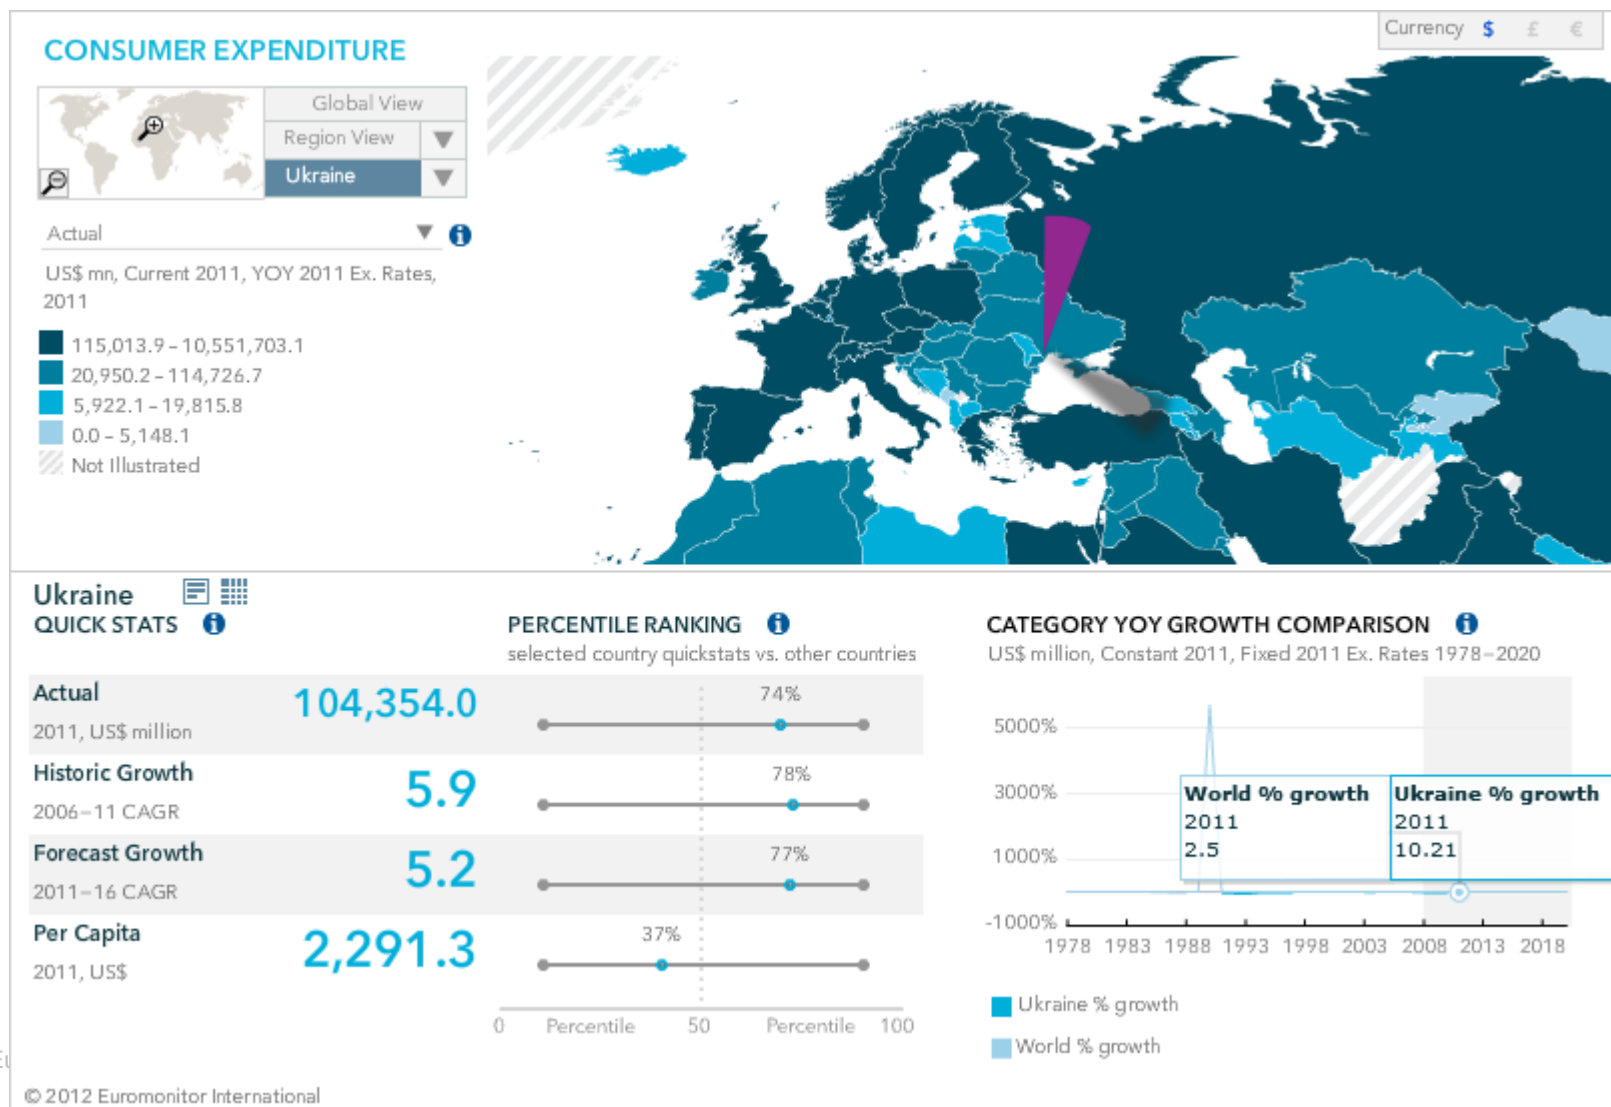 Currency $ £ €
CONSUMER EXPENDITURE
Global View
Region View
Ukraine
Actual
US$ mn, Current 2011, YOY 2011 Ex. Rates,
2011
115,013.9 – 10,551,703.1
20,950.2 – 114,726.7
5,922.1 – 19,815.8
0.0 – 5,148.1
Not Illustrated
Ukraine
QUICK STATS
Actual
2011, US$ million
104,354.0
Historic Growth
2006–11 CAGR
5.9
Forecast Growth
2011–16 CAGR
5.2
Per Capita
2011, US$
2,291.3
PERCENTILE RANKING
selected country quickstats vs. other countries
74%
78%
77%
37%
0 Percentile 50 Percentile 100
CATEGORY YOY GROWTH COMPARISON
US$ million, Constant 2011, Fixed 2011 Ex. Rates 1978–2020
5000%
3000%
1000%
-1000%
World % growth
2011
2.5
Ukraine % growth
2011
10.21
1978 1983 1988 1993 1998 2003 2008 2013 2018
Ukraine % growth
World % growth
© 2012 Euromonitor International